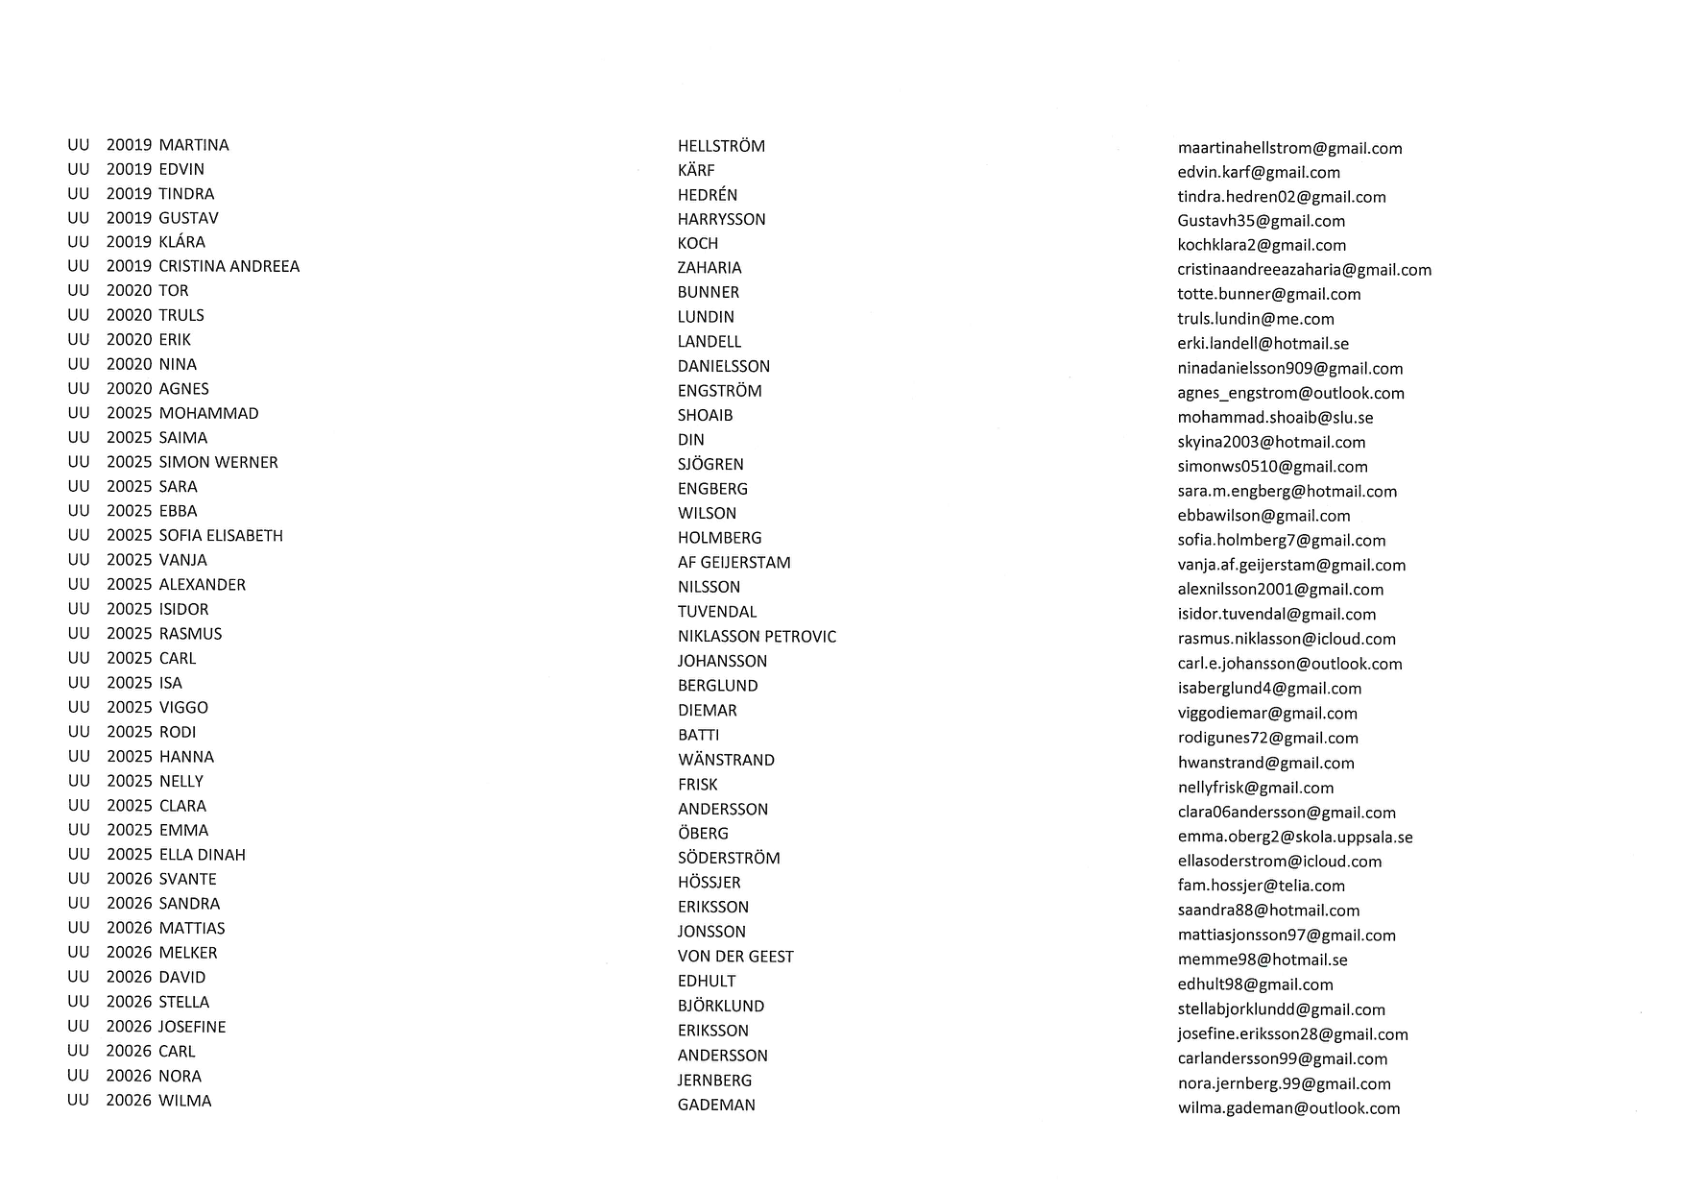 UU 20019 MARTINA HELLSTRÖM maartinahellstrom@gmail.com
UU 20019 EDVIN KÄRF edvin.karf@gmail.com
UU 20019 TINDRA HEDRÉN tindra.hedren02@gmail.com
UU 20019 GUSTAV HARRYSSON Gustavh35@gmail.com
UU 20019 KLÁRA KOCH kochklara2@gmail.com
UU 20019 CRISTINA ANDREEA ZAHARIA cristinaandreeazaharia@gmail.com
UU 20020 TOR BUNNER totte.bunner@gmail.com
UU 20020 TRULS LUNDIN truls.lundin@me.com
UU 20020 ERIK LANDELL erki.landell@hotmail.se
UU 20020 NINA DANIELSSON ninadanielsson909@gmail.com
UU 20020 AGNES ENGSTRÖM agnes_engstrom@outlook.com
UU 20025 MOHAMMAD SHOAIB mohammad.shoaib@slu.se
UU 20025 SAIMA DIN skyina2003@hotmail.com
UU 20025 SIMON WERNER SJÖGREN simonws0510@gmail.com
UU 20025 SARA ENGBERG sara.m.engberg@hotmail.com
UU 20025 EBBA WILSON ebbawilson@gmail.com
UU 20025 SOFIA ELISABETH HOLMBERG sofia.holmberg7@gmail.com
UU 20025 VANJA AF GEIJERSTAM vanja.af.geijerstam@gmail.com
UU 20025 ALEXANDER NILSSON alexnilsson2001@gmail.com
UU 20025 ISIDOR TUVENDAL isidor.tuvendal@gmail.com
UU 20025 RASMUS NIKLASSON PETROVIC rasmus.niklasson@icloud.com
UU 20025 CARL JOHANSSON carl.e.johansson@outlook.com
UU 20025 ISA BERGLUND isaberglund4@gmail.com
UU 20025 VIGGO DIEMAR viggodiemar@gmail.com
UU 20025 RODI BATTI rodigunes72@gmail.com
UU 20025 HANNA WÄNSTRAND hwanstrand@gmail.com
UU 20025 NELLY FRISK nellyfrisk@gmail.com
UU 20025 CLARA ANDERSSON clara06andersson@gmail.com
UU 20025 EMMA ÖBERG emma.oberg2@skola.uppsala.se
UU 20025 ELLA DINAH SÖDERSTRÖM ellasoderstrom@icloud.com
UU 20026 SVANTE HÖSSJER fam.hossjer@telia.com
UU 20026 SANDRA ERIKSSON saandra88@hotmail.com
UU 20026 MATTIAS JONSSON mattiasjonsson97@gmail.com
UU 20026 MELKER VON DER GEEST memme98@hotmail.se
UU 20026 DAVID EDHULT edhult98@gmail.com
UU 20026 STELLA BJÖRKLUND stellabjorklundd@gmail.com
UU 20026 JOSEFINE ERIKSSON josefine.eriksson28@gmail.com
UU 20026 CARL ANDERSSON carlandersson99@gmail.com
UU 20026 NORA JERNBERG nora.jernberg.99@gmail.com
UU 20026 WILMA GADEMAN wilma.gademan@outlook.com